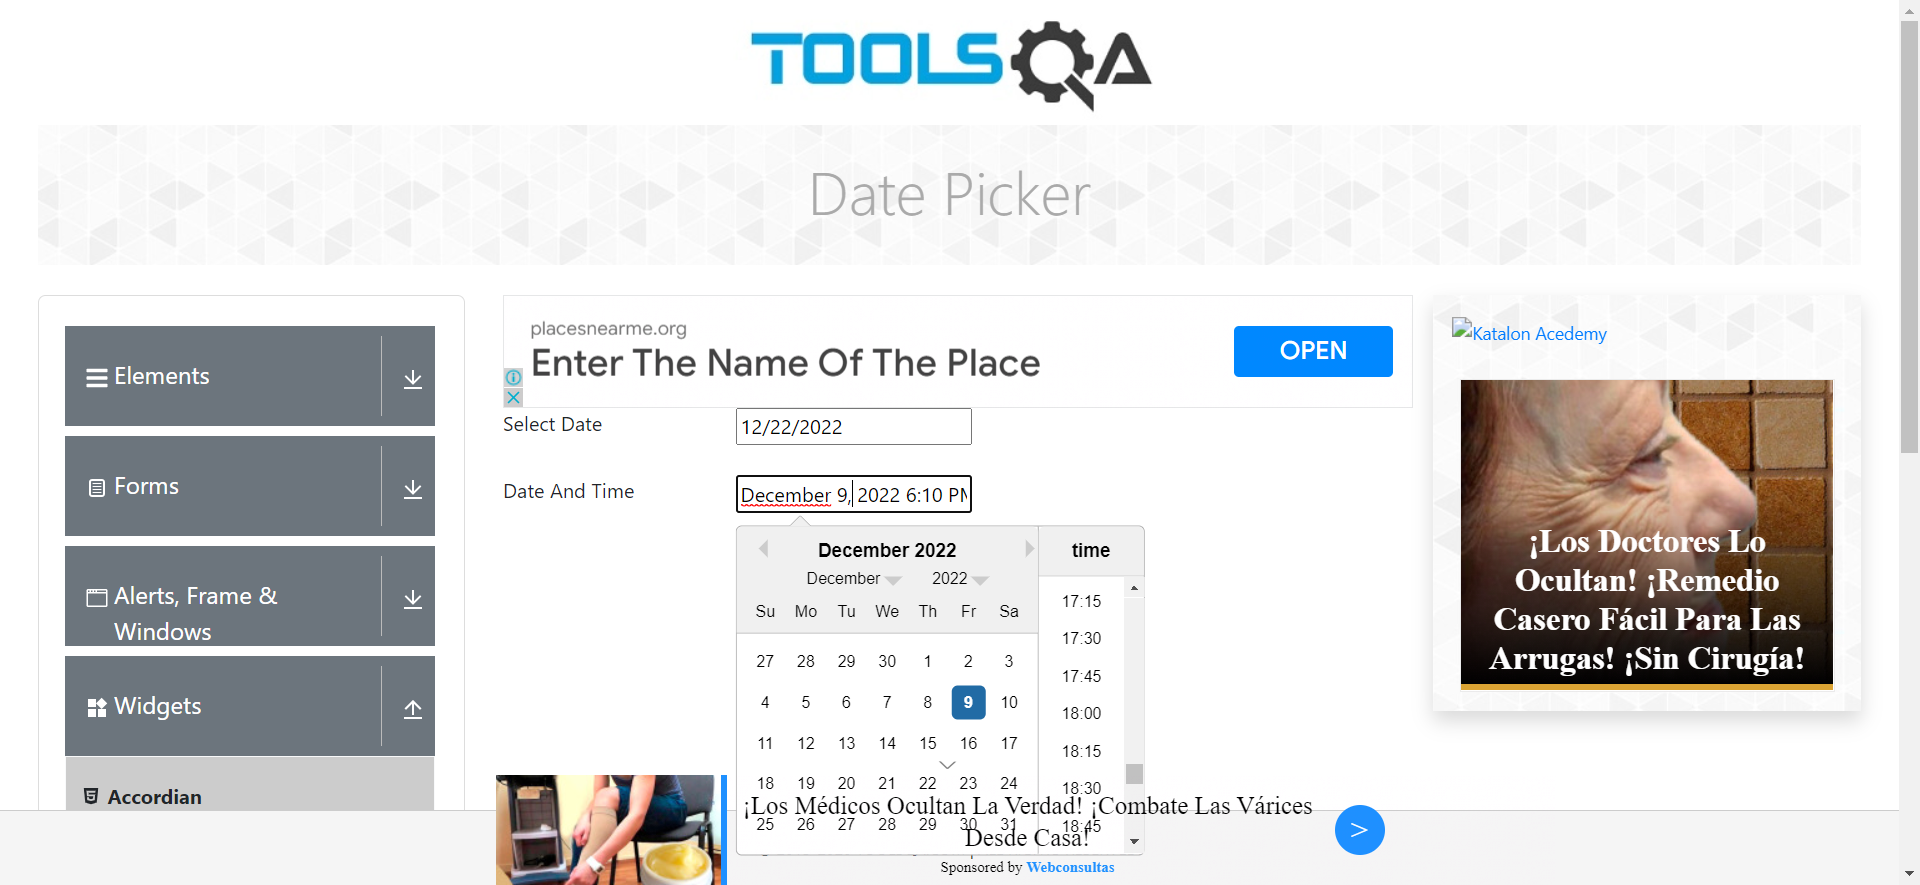 TOOLSQA
Date Picker
Elements
Forms
Alerts, Frame &
Windows
Widgets
Accordian
placesnearme.org
Enter The Name Of The Place
OPEN
Select Date
12/22/2022
Date And Time
December 9, 2022 6:10 PM
December 2022
December
2022
Su Mo Tu We Th Fr Sa
27 28 29 30 1 2 3
4 5 6 7 8 9 10
11 12 13 14 15 16 17
18 19 20 21 22 23 24
25 26 27 28 29 30 31
time
17:15
17:30
17:45
18:00
18:15
18:30
18:45
Katalon Acedemy
¡Los Doctores Lo
Ocultan! ¡Remedio
Casero Fácil Para Las
Arrugas! ¡Sin Cirugía!
¡Los Médicos Ocultan La Verdad! ¡Combate Las Várices
Desde Casa!
>
Sponsored by Webconsultas